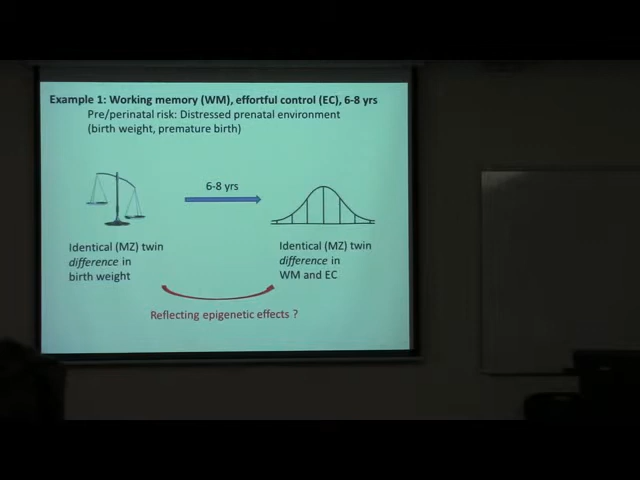 Example 1: Working memory (WM), effortful control (EC), 6-8 yrs
Pre/perinatal risk: Distressed prenatal environment
(birth weight, premature birth)
6-8 yrs
Identical (MZ) twin
difference in
birth weight
Identical (MZ) twin
difference in
WM and EC
Reflecting epigenetic effects ?